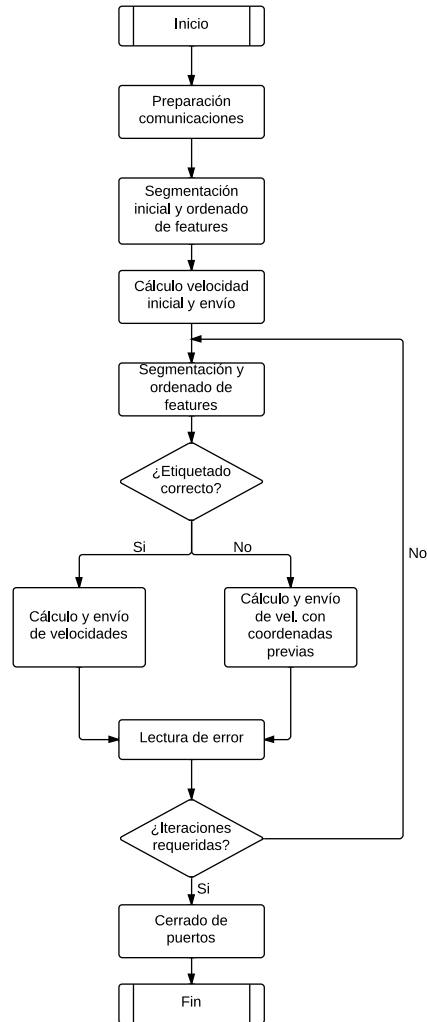 Inicio
Preparación
comunicaciones
Segmentación
inicial y ordenado
de features
Cálculo velocidad
inicial y envío
Segmentación y
ordenado de
features
¿Etiquetado
correcto?
Si
No
No
Cálculo y envío
de velocidades
Cálculo y envío
de vel. con
coordenadas
previas
Lectura de error
¿Iteraciones
requeridas?
Si
Cerrado de
puertos
Fin